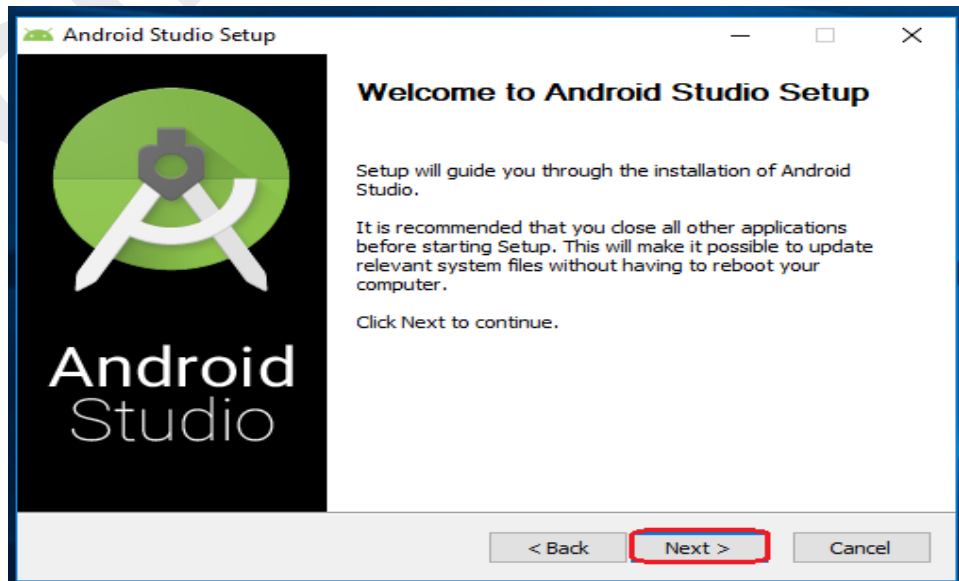 Android Studio Setup
Welcome to Android Studio Setup
Setup will guide you through the installation of Android
Studio.
It is recommended that you close all other applications
before starting Setup. This will make it possible to update
relevant system files without having to reboot your
computer.
Click Next to continue.
Android
Studio
< Back Next > Cancel